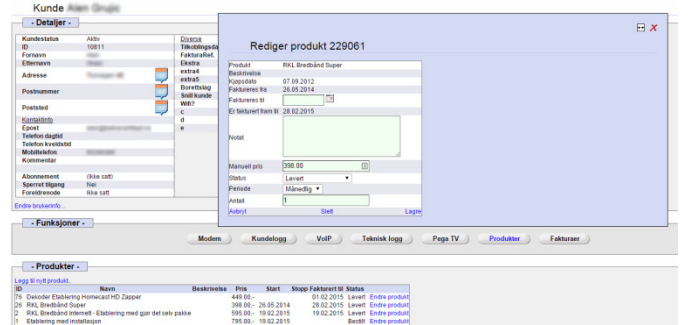 Kunde
- Detaljer -
Kundestatus Aktiv
ID 10811
Fornavn
Etternavn
Adresse
Postnummer
Poststed
Kontaktinfo
Epost
Telefon dagtid
Telefon kveldstid
Mobiltelefon
Kommentar
Abonnement (Ikke satt)
Sperret tilgang Nei
Foreldrenode Ikke satt
Endre brukerinfo...
Diverse
Tilkoblingsda
FakturaRef.
Ekstra
extra4
extra5
Borettslag
Snill kunde
Wifi?
c
d
e
X
Rediger produkt 229061
Produkt RKL Bredbånd Super
Beskrivelse
Kjøpsdato 07.09.2012
Faktureres fra 26.05.2014
Faktureres til
Er fakturert fram til 28.02.2015
Notat
Manuell pris 398.00
Status Levert
Periode Månedlig
Antall 1
Avbryt Slett Lagre
- Funksjoner -
Modem Kundelogg VoIP Teknisk logg Pega TV Produkter Fakturaer
- Produkter -
Legg til nytt produkt..
ID Navn Beskrivelse Pris Start Stopp Fakturert til Status
76 Dekoder Etablering Homecast HD Zapper 449.00,- 01.02.2015 Levert Endre produkt
26 RKL Bredbånd Super 398.00,- 26.05.2014 28.02.2015 Levert Endre produkt
2 RKL Bredbånd Internett - Etablering med gjør det selv pakke 595.00,- 19.02.2015 19.02.2015 Levert Endre produkt
1 Etablering med installasjon 795.00,- 19.02.2015 Bestilt Endre produkt